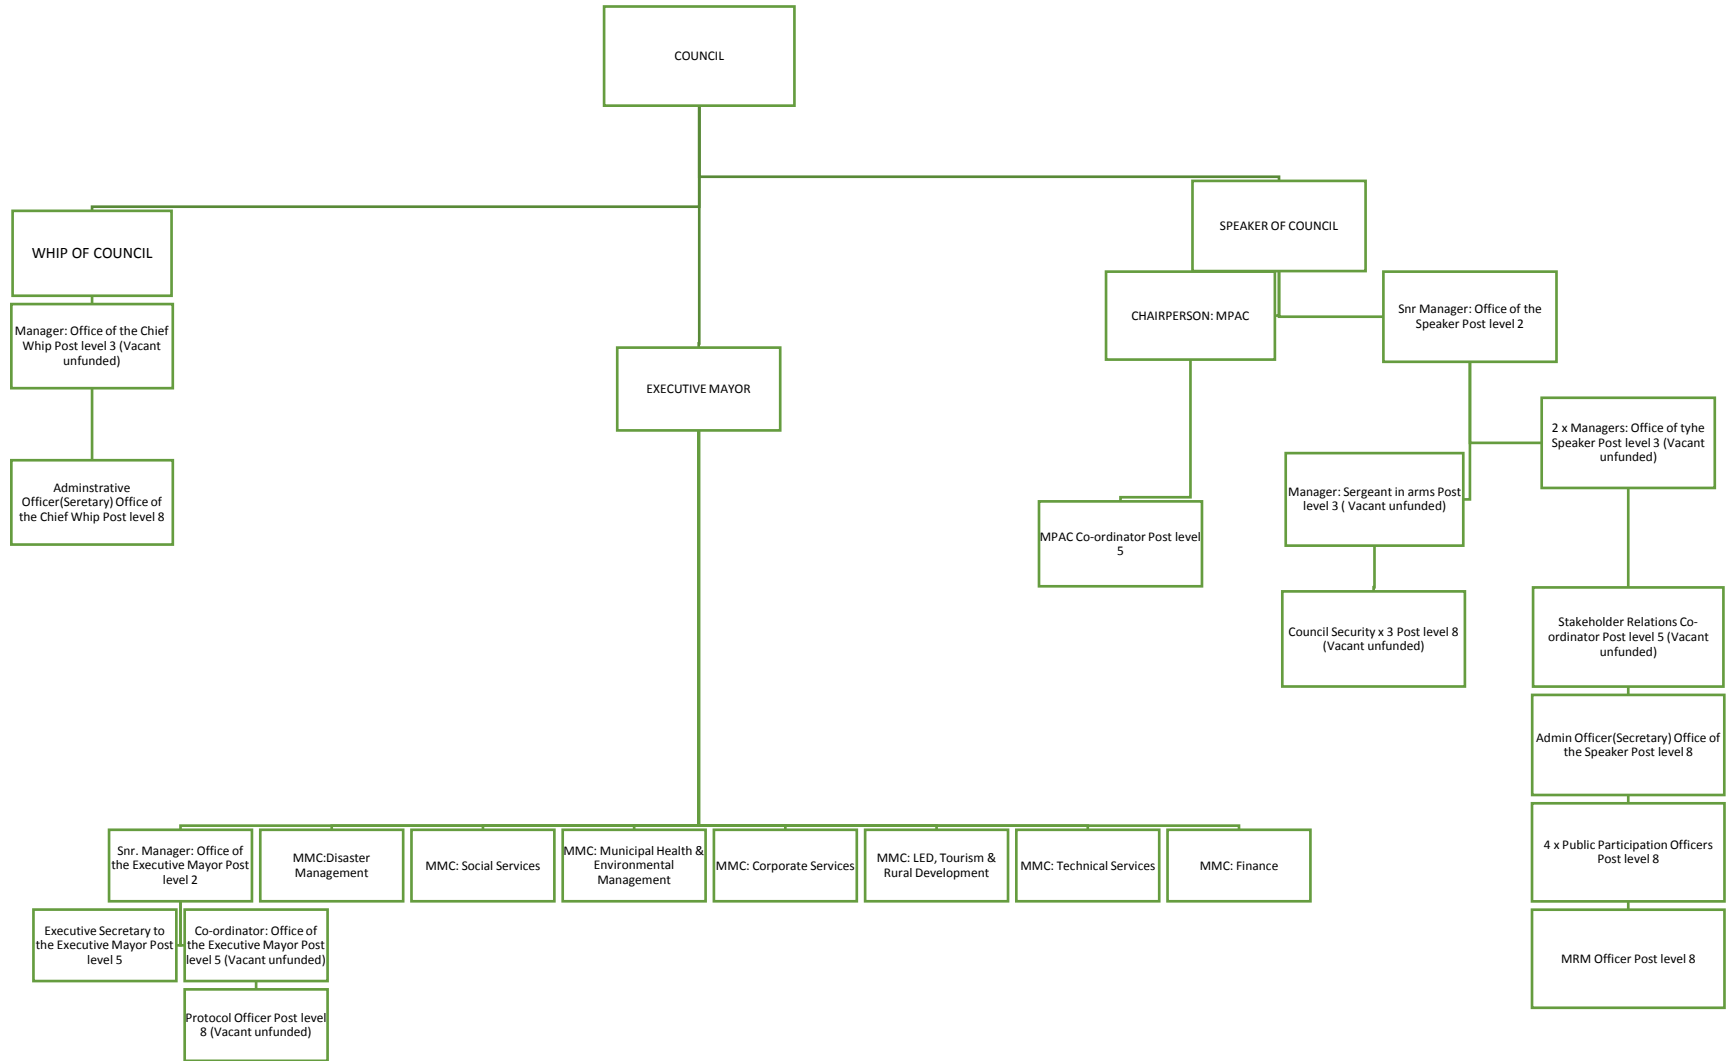 COUNCIL
WHIP OF COUNCIL
SPEAKER OF COUNCIL
Manager: Office of the Chief
Whip Post level 3 (Vacant
unfunded)
CHAIRPERSON: MPAC
Snr Manager: Office of the
Speaker Post level 2
EXECUTIVE MAYOR
2 x Managers: Office of tyhe
Speaker Post level 3 (Vacant
unfunded)
Adminstrative
Officer(Seretary) Office of
the Chief Whip Post level 8
Manager: Sergeant in arms Post
level 3 ( Vacant unfunded)
MPAC Co-ordinator Post level
5
Council Security x 3 Post level 8
(Vacant unfunded)
Stakeholder Relations Co-
ordinator Post level 5 (Vacant
unfunded)
Admin Officer(Secretary) Office of
the Speaker Post level 8
4 x Public Participation Officers
Post level 8
MRM Officer Post level 8
Snr. Manager: Office of
the Executive Mayor Post
level 2
MMC:Disaster
Management
MMC: Social Services
MMC: Municipal Health &
Environmental
Management
MMC: Corporate Services
MMC: LED, Tourism &
Rural Development
MMC: Technical Services
MMC: Finance
Executive Secretary to
the Executive Mayor Post
level 5
Co-ordinator: Office of
the Executive Mayor Post
level 5 (Vacant unfunded)
Protocol Officer Post level
8 (Vacant unfunded)